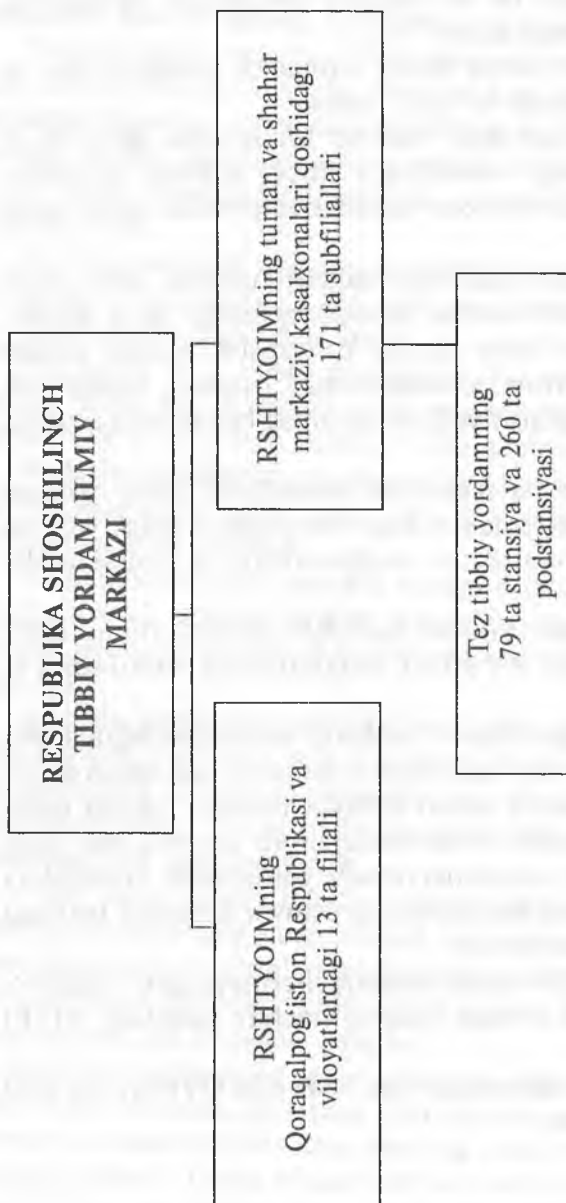 RESPUBLIKA SHOSHILINCH
TIBBIY YORDAM ILMIY
MARKAZI
RSHTYOIMning
Qoraqalpog‘iston Respublikasi va
viloyatlardagi 13 ta filiali
RSHTYOIMning tuman va shahar
markaziy kasalxonalari qoshidagi
171 ta subfiliallari
Tez tibbiy yordamning
79 ta stansiya va 260 ta
podstansiyasi